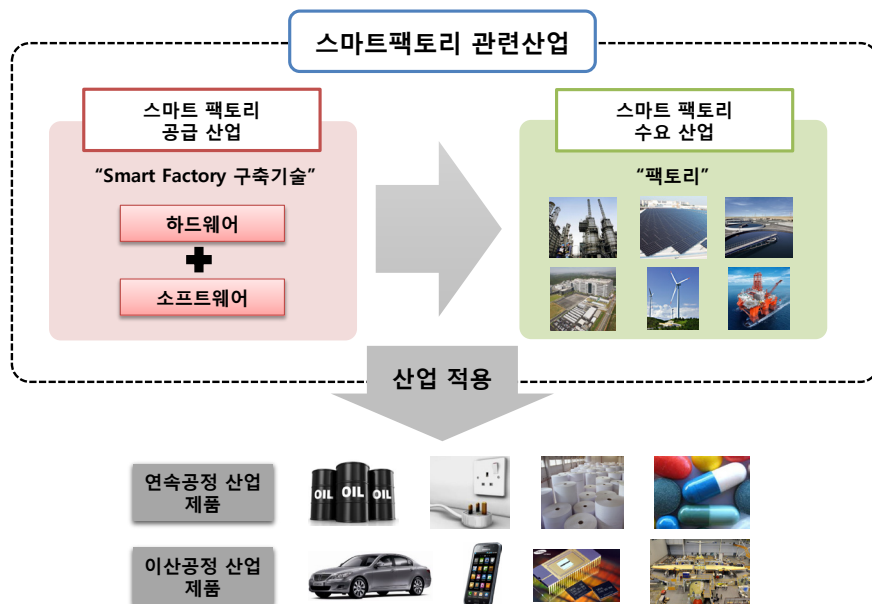 스마트팩토리 관련산업
스마트 팩토리
공급 산업
“Smart Factory 구축기술”
하드웨어
소프트웨어
스마트 팩토리
수요 산업
“팩토리”
산업 적용
연속공정 산업
제품
OIL OIL OIL
이산공정 산업
제품